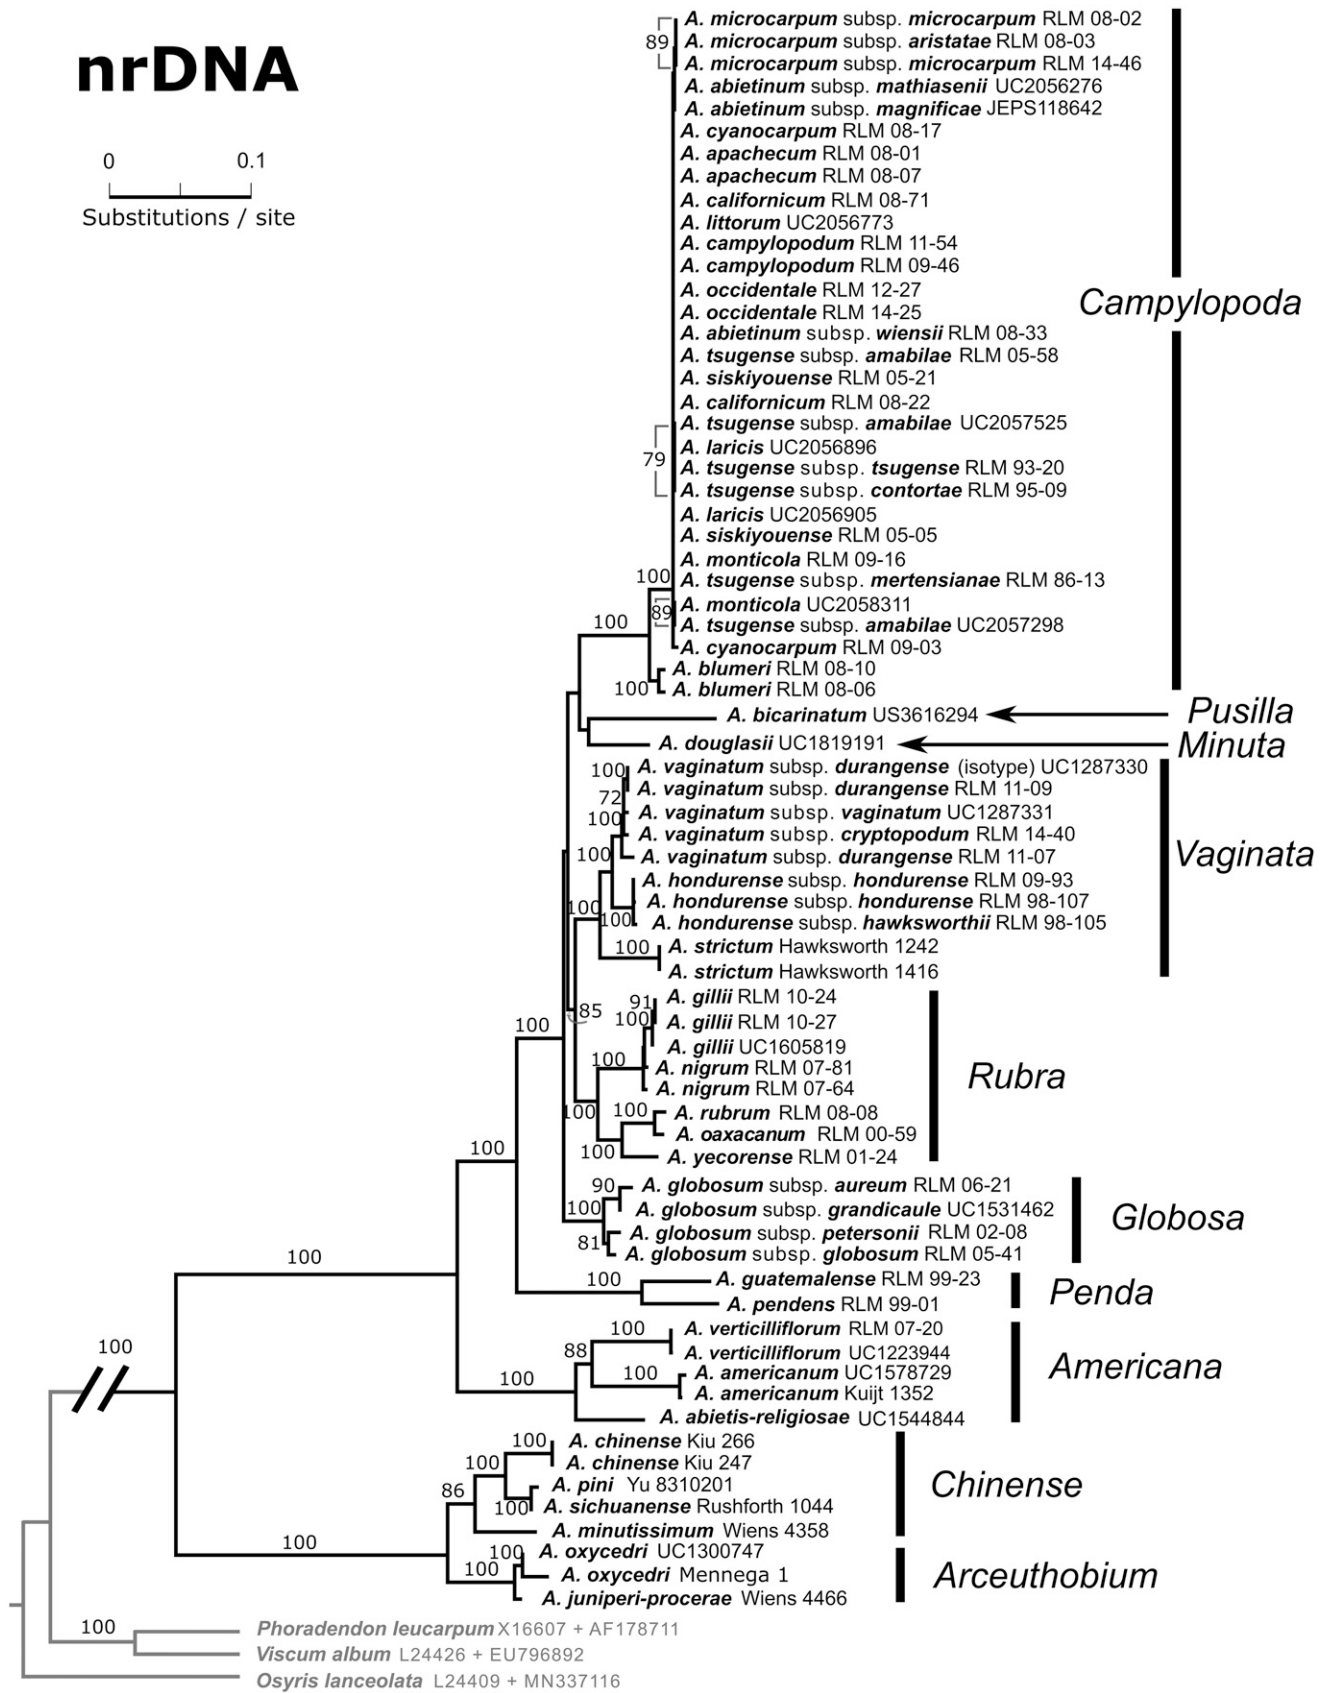 nrDNA
0 0.1
Substitutions / site
A. microcarpum subsp. microcarpum RLM 08-02
89
A. microcarpum subsp. aristatae RLM 08-03
A. microcarpum subsp. microcarpum RLM 14-46
A. abietinum subsp. mathiasenii UC2056276
A. abietinum subsp. magnificae JEPS118642
A. cyanocarpum RLM 08-17
A. apachecum RLM 08-01
A. apachecum RLM 08-07
A. californicum RLM 08-71
A. littorum UC2056773
A. campylopodum RLM 11-54
A. campylopodum RLM 09-46
A. occidentale RLM 12-27
Campylopoda
A. occidentale RLM 14-25
A. abietinum subsp. wiensii RLM 08-33
A. tsugense subsp. amabilae RLM 05-58
A. siskiyouense RLM 05-21
A. californicum RLM 08-22
A. tsugense subsp. amabilae UC2057525
A. laricis UC2056896
79
A. tsugense subsp. tsugense RLM 93-20
A. tsugense subsp. contortae RLM 95-09
A. laricis UC2056905
A. siskiyouense RLM 05-05
A. monticola RLM 09-16
100
A. tsugense subsp. mertensianae RLM 86-13
A. monticola UC2058311
89
100
A. tsugense subsp. amabilae UC2057298
A. cyanocarpum RLM 09-03
A. blumeri RLM 08-10
100
A. blumeri RLM 08-06
A. bicarinatum US3616294
Pusilla
A. douglasii UC1819191
Minuta
100
A. vaginatum subsp. durangense (isotype) UC1287330
A. vaginatum subsp. durangense RLM 11-09
72
A. vaginatum subsp. vaginatum UC1287331
100
A. vaginatum subsp. cryptopodum RLM 14-40
100
A. vaginatum subsp. durangense RLM 11-07
Vaginata
A. hondurense subsp. hondurense RLM 09-93
A. hondurense subsp. hondurense RLM 98-107
100
100
A. hondurense subsp. hawksworthii RLM 98-105
100
A. strictum Hawksworth 1242
A. strictum Hawksworth 1416
91
A. gillii RLM 10-24
85
100
A. gillii RLM 10-27
100
A. gillii UC1605819
100
A. nigrum RLM 07-81
Rubra
A. nigrum RLM 07-64
100
100
A. rubrum RLM 08-08
A. oaxacanum RLM 00-59
100
100
A. yecorense RLM 01-24
90
A. globosum subsp. aureum RLM 06-21
100
A. globosum subsp. grandicaule UC1531462
Globosa
A. globosum subsp. petersonii RLM 02-08
81
A. globosum subsp. globosum RLM 05-41
100
100
A. guatemalense RLM 99-23
Penda
A. pendens RLM 99-01
100
A. verticilliflorum RLM 07-20
100
88
A. verticilliflorum UC1223944
Americana
100
100
A. americanum UC1578729
A. americanum Kuijt 1352
A. abietis-religiosae UC1544844
100
A. chinense Kiu 266
100
A. chinense Kiu 247
86
A. pini Yu 8310201
Chinense
100
A. sichuanense Rushforth 1044
A. minutissimum Wiens 4358
100
100
A. oxycedri UC1300747
100
A. oxycedri Mennega 1
Arceuthobium
A. juniperi-procerae Wiens 4466
100
Phoradendon leucarpum X16607 + AF178711
Viscum album L24426 + EU796892
Osyris lanceolata L24409 + MN337116